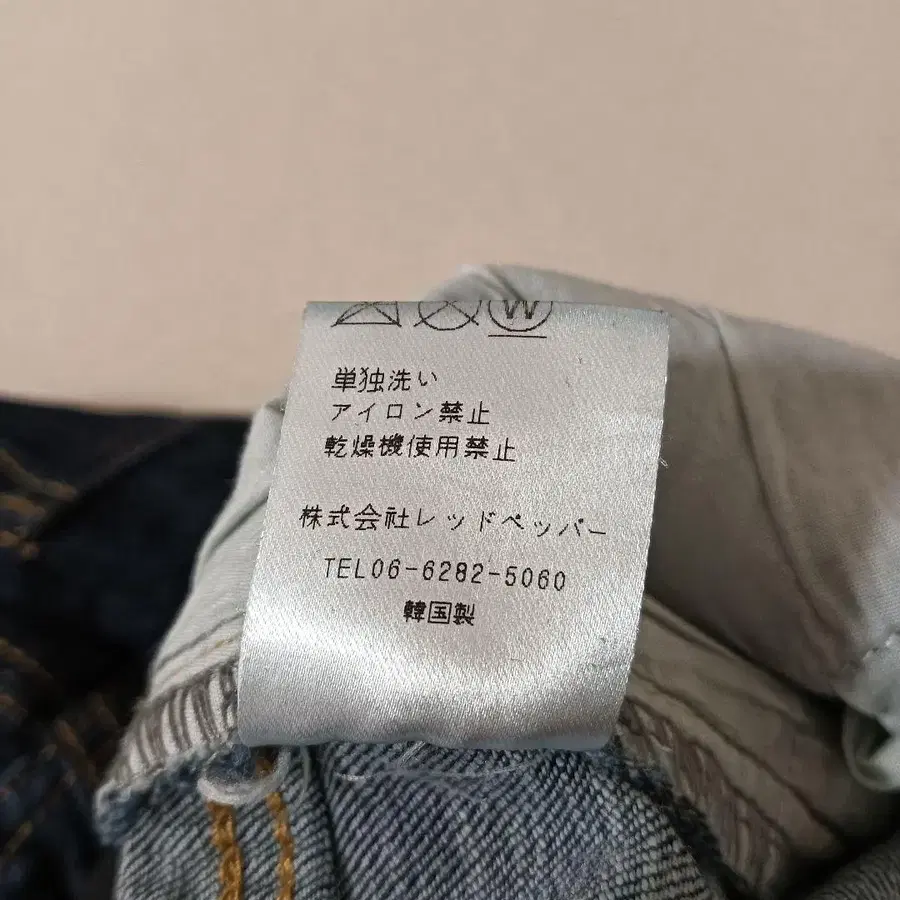 W
単独洗い
アイロン禁止
乾燥機使用禁止
株式会社レッドペッパー
TEL06-6282-5060
韓国製